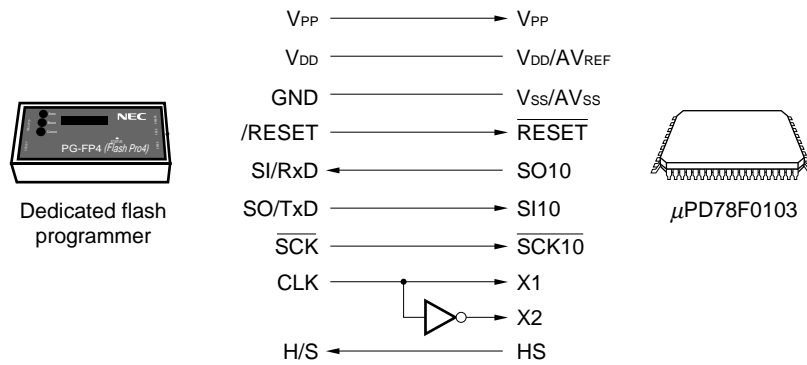 VPP VPP
VDD VDD/AVREF
GND VSS/AVSS
/RESET RESET
SI/RxD SO10
SO/TxD SI10
SCK SCK10
CLK X1
X2
H/S HS
NEC
PG-FP4 (Flash Pro4)
Dedicated flash
programmer
μPD78F0103